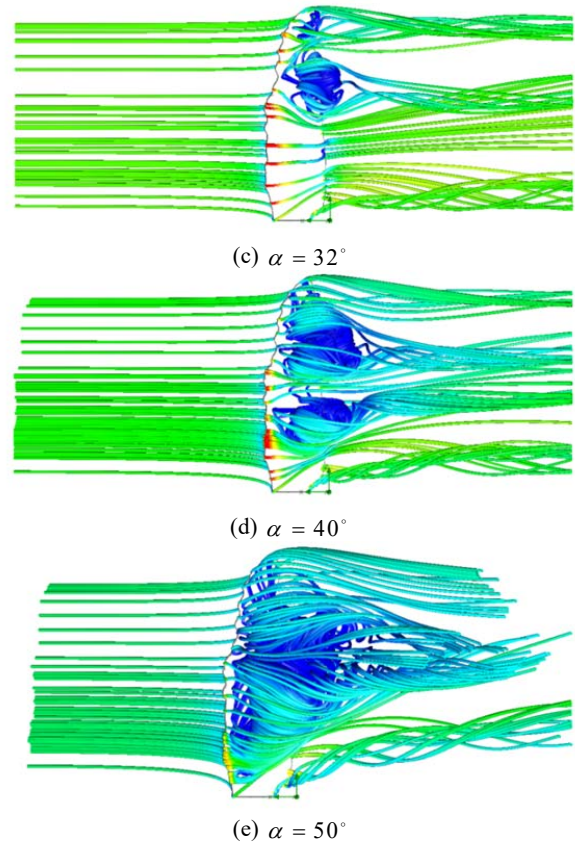 (c) α = 32°
(d) α = 40°
(e) α = 50°